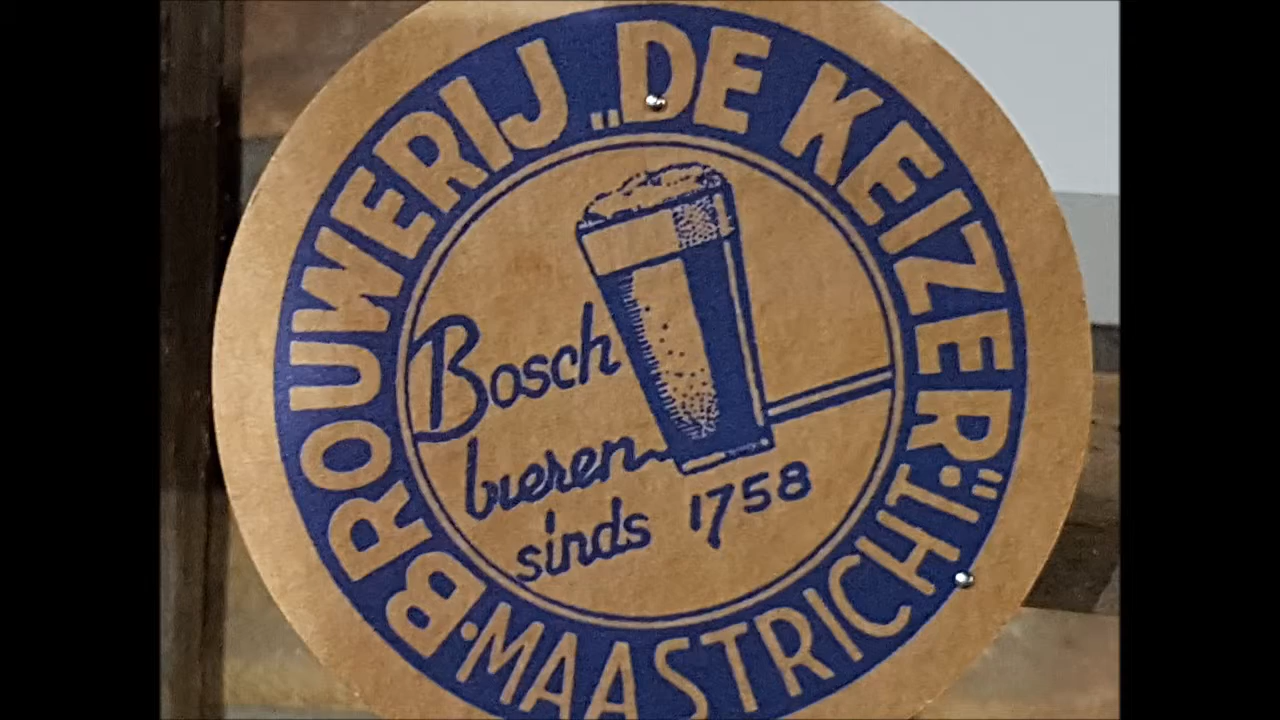 BROUWERIJ „DE KEIZER"
·MAASTRICHT·
Bosch
bieren
sinds 1758